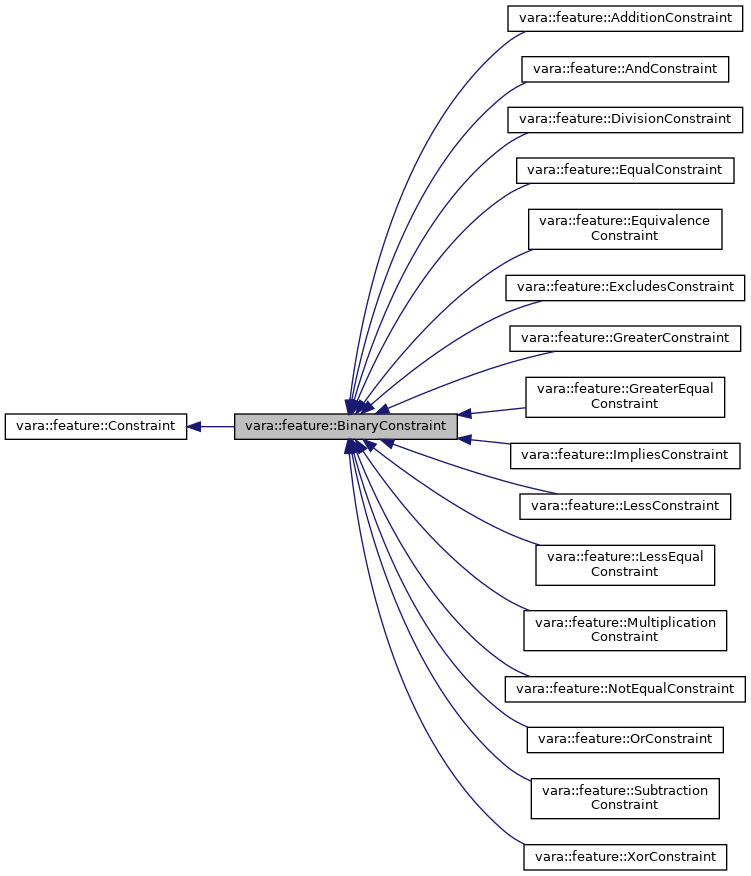 vara::feature::AdditionConstraint
vara::feature::AndConstraint
vara::feature::DivisionConstraint
vara::feature::EqualConstraint
vara::feature::Equivalence
Constraint
vara::feature::ExcludesConstraint
vara::feature::GreaterConstraint
vara::feature::GreaterEqual
Constraint
vara::feature::Constraint
vara::feature::BinaryConstraint
vara::feature::ImpliesConstraint
vara::feature::LessConstraint
vara::feature::LessEqual
Constraint
vara::feature::Multiplication
Constraint
vara::feature::NotEqualConstraint
vara::feature::OrConstraint
vara::feature::Subtraction
Constraint
vara::feature::XorConstraint